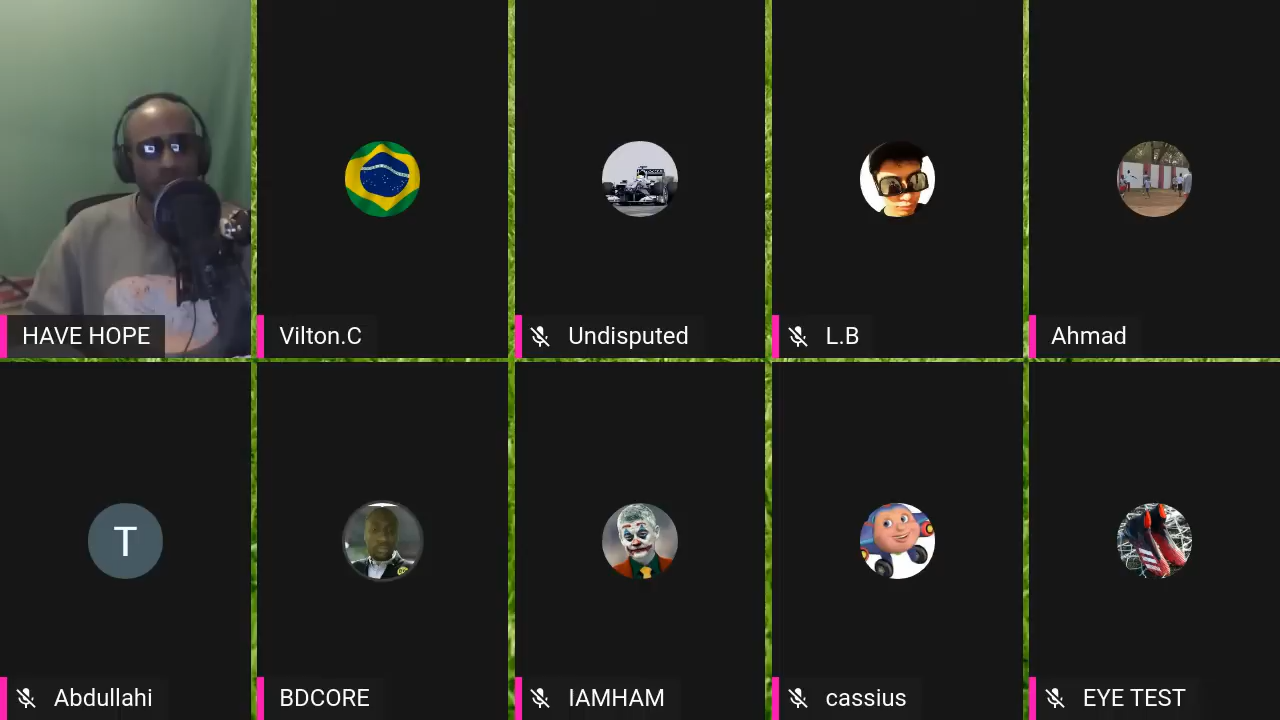 HAVE HOPE
Vilton.C
Undisputed
L.B
Ahmad
T
Abdullahi
BDCORE
IAMHAM
cassius
EYE TEST